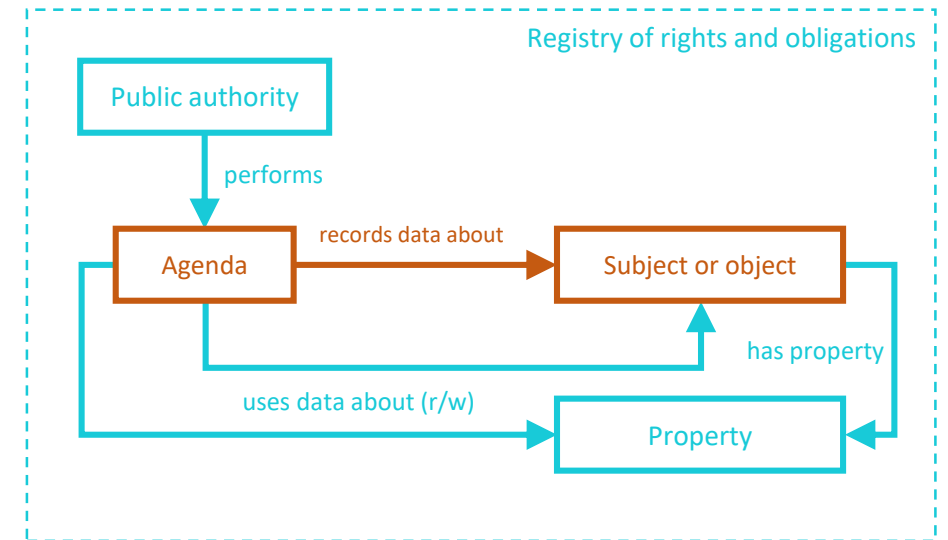 Registry of rights and obligations
Public authority
performs
records data about
Agenda
Subject or object
has property
uses data about (r/w)
Property